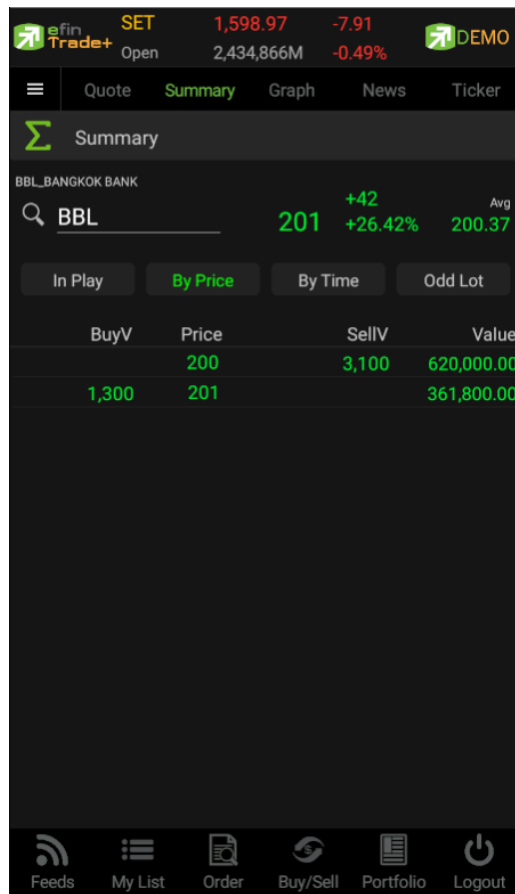 efin Trade+ SET 1,598.97 -7.91 DEMO
Open 2,434,866M -0.49%
Quote Summary Graph News Ticker
Σ Summary
BBL_BANGKOK BANK
BBL 201 +42 Avg
+26.42% 200.37
In Play By Price By Time Odd Lot
BuyV Price SellV Value
200 3,100 620,000.00
1,300 201 361,800.00
Feeds My List Order Buy/Sell Portfolio Logout